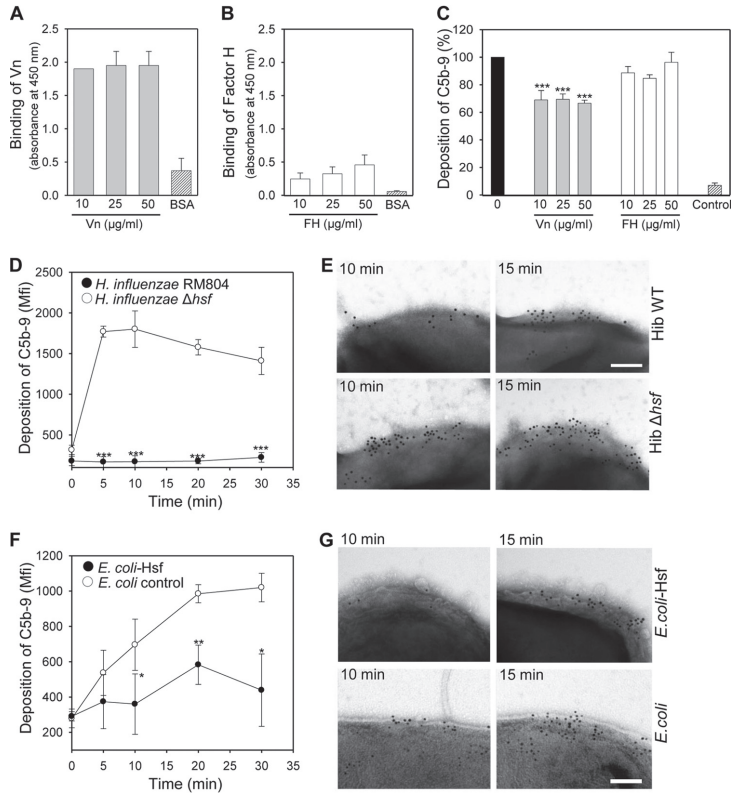 A
Binding of Vn
(absorbance at 450 nm)
2.5
2.0
1.5
1.0
0.5
0.0
10 25 50 BSA
Vn (µg/ml)
B
Binding of Factor H
(absorbance at 450 nm)
2.5
2.0
1.5
1.0
0.5
0.0
10 25 50 BSA
FH (µg/ml)
C
Deposition of C5b-9 (%)
120
100
80
60
40
20
0
*** *** ***
0 10 25 50 10 25 50 Control
Vn (µg/ml) FH (µg/ml)
D
Deposition of C5b-9 (Mfi)
2500
2000
1500
1000
500
H. influenzae RM804
H. influenzae Δhsf
*** *** *** ***
0 5 10 15 20 25 30 35
Time (min)
E
10 min 15 min
Hib WT
10 min 15 min
Hib Δhsf
F
Deposition of C5b-9 (Mfi)
1200
1000
800
600
400
200
E. coli-Hsf
E. coli control
* ** *
0 5 10 15 20 25 30 35
Time (min)
G
10 min 15 min
E.coli-Hsf
10 min 15 min
E.coli